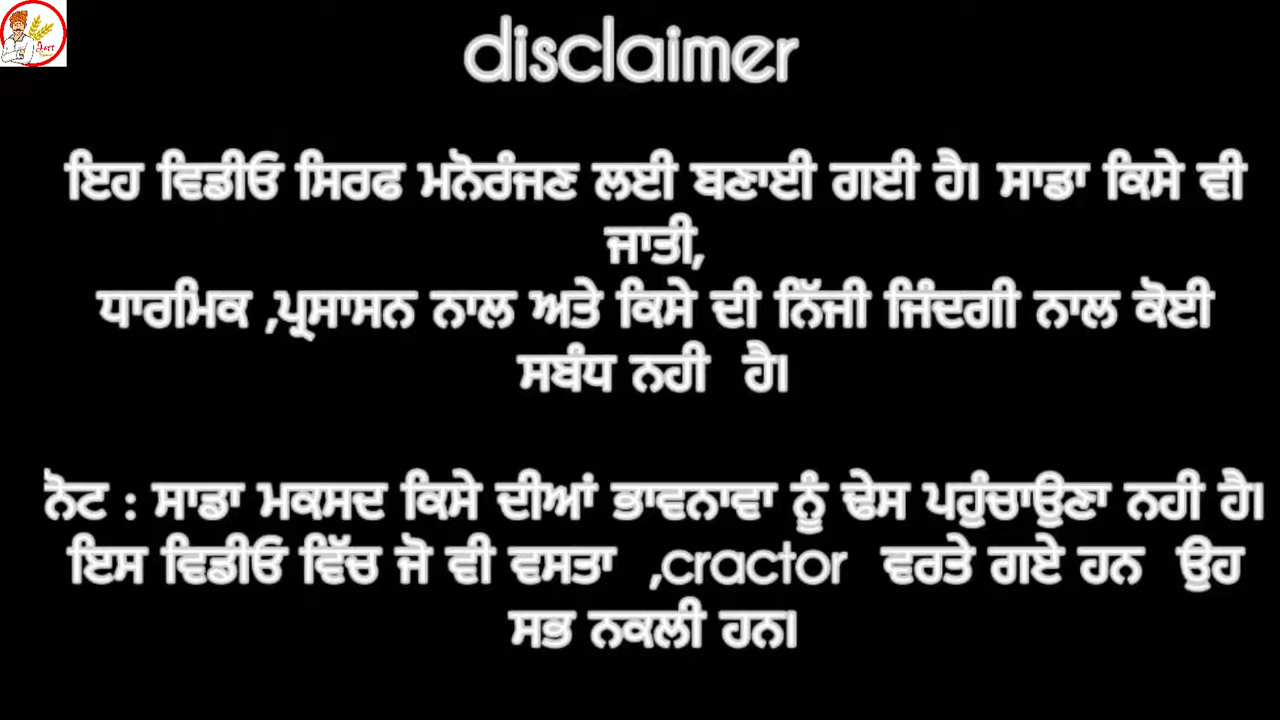 disclaimer
ਇਹ ਵਿਡੀਓ ਸਿਰਫ ਮਨੋਰੰਜਣ ਲਈ ਬਣਾਈ ਗਈ ਹੈ। ਸਾਡਾ ਕਿਸੇ ਵੀ
ਜਾਤੀ,
ਧਾਰਮਿਕ ,ਪ੍ਰਸਾਸਨ ਨਾਲ ਅਤੇ ਕਿਸੇ ਦੀ ਨਿੱਜੀ ਜਿੰਦਗੀ ਨਾਲ ਕੋਈ
ਸਬੰਧ ਨਹੀ ਹੈ।
ਨੋਟ : ਸਾਡਾ ਮਕਸਦ ਕਿਸੇ ਦੀਆਂ ਭਾਵਨਾਵਾ ਨੂੰ ਢੇਸ ਪਹੁੰਚਾਉਣਾ ਨਹੀ ਹੈ।
ਇਸ ਵਿਡੀਓ ਵਿੱਚ ਜੋ ਵੀ ਵਸਤਾ ,cractor ਵਰਤੇ ਗਏ ਹਨ ਉਹ
ਸਭ ਨਕਲੀ ਹਨ।